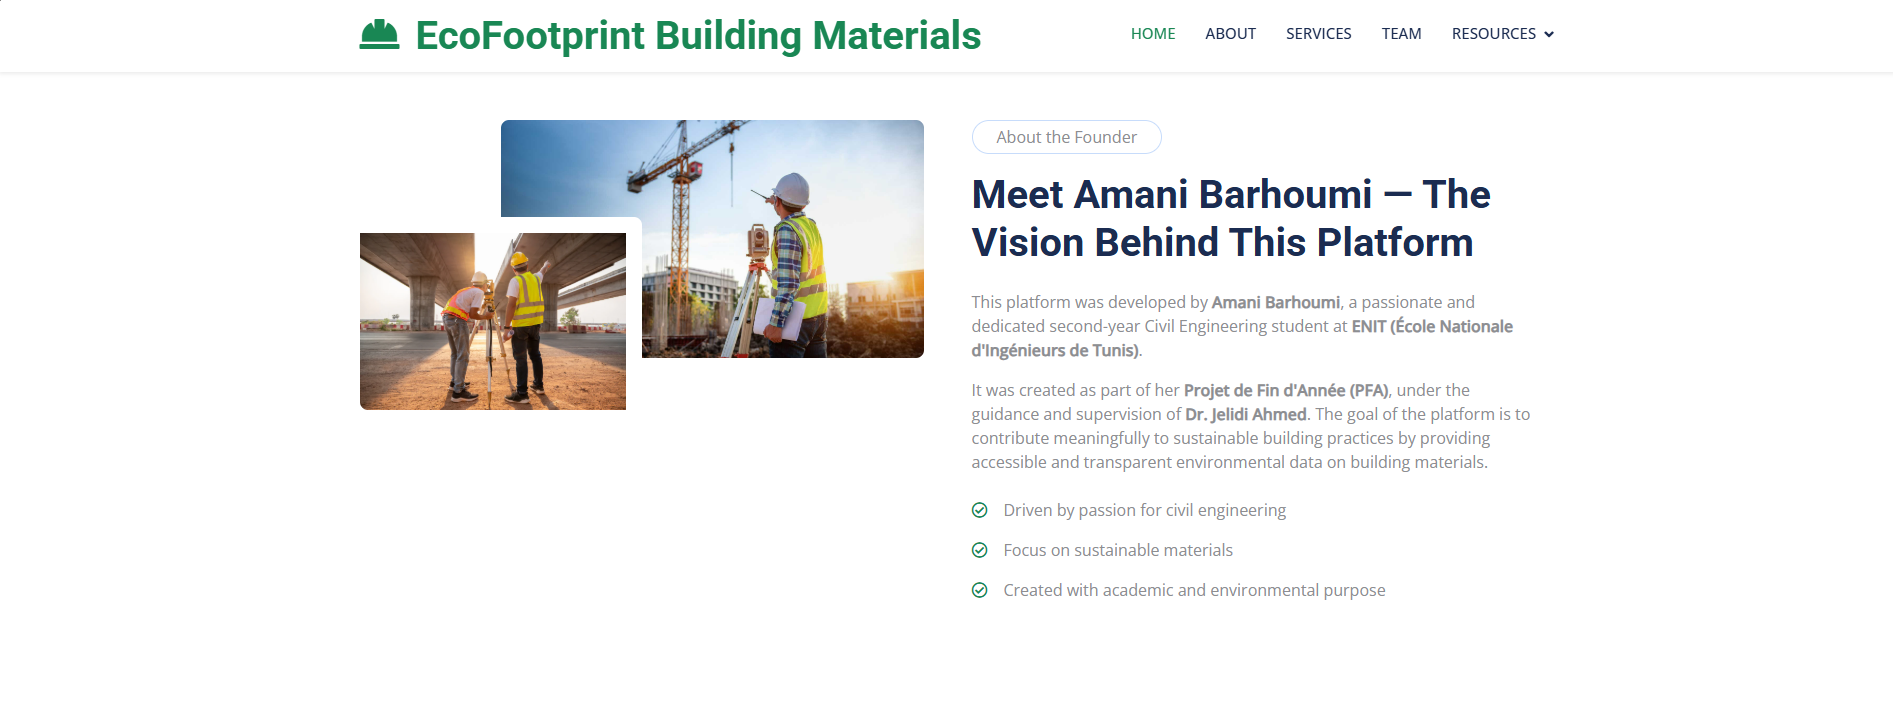 EcoFootprint Building Materials
HOME ABOUT SERVICES TEAM RESOURCES
About the Founder
Meet Amani Barhoumi — The
Vision Behind This Platform
This platform was developed by Amani Barhoumi, a passionate and
dedicated second-year Civil Engineering student at ENIT (École Nationale
d'Ingénieurs de Tunis).
It was created as part of her Projet de Fin d'Année (PFA), under the
guidance and supervision of Dr. Jelidi Ahmed. The goal of the platform is to
contribute meaningfully to sustainable building practices by providing
accessible and transparent environmental data on building materials.
Driven by passion for civil engineering
Focus on sustainable materials
Created with academic and environmental purpose